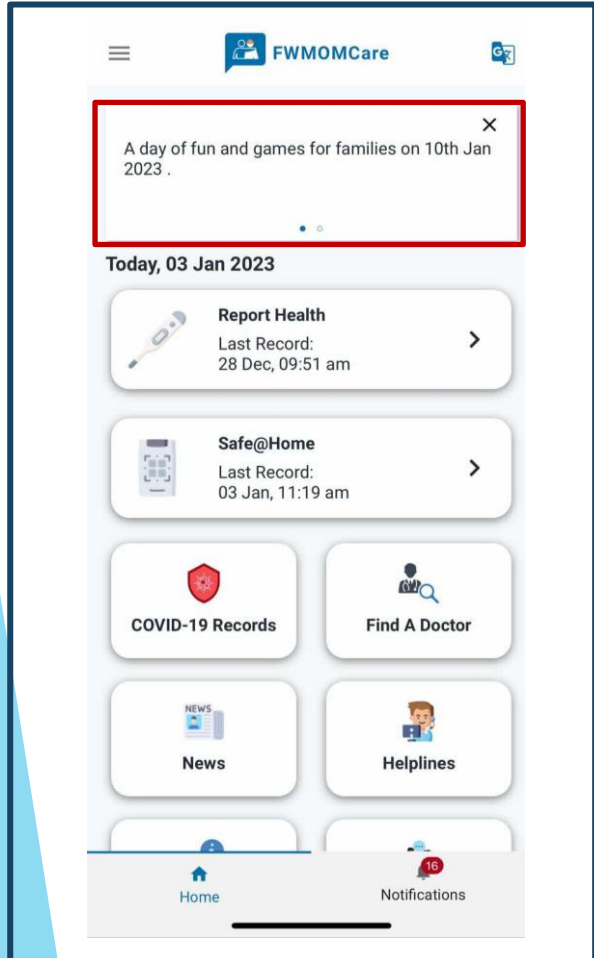 FWMOMCare
A day of fun and games for families on 10th Jan
2023 .
Today, 03 Jan 2023
Report Health
Last Record:
28 Dec, 09:51 am
Safe@Home
Last Record:
03 Jan, 11:19 am
COVID-19 Records
Find A Doctor
NEWS
News
Helplines
16
Home
Notifications